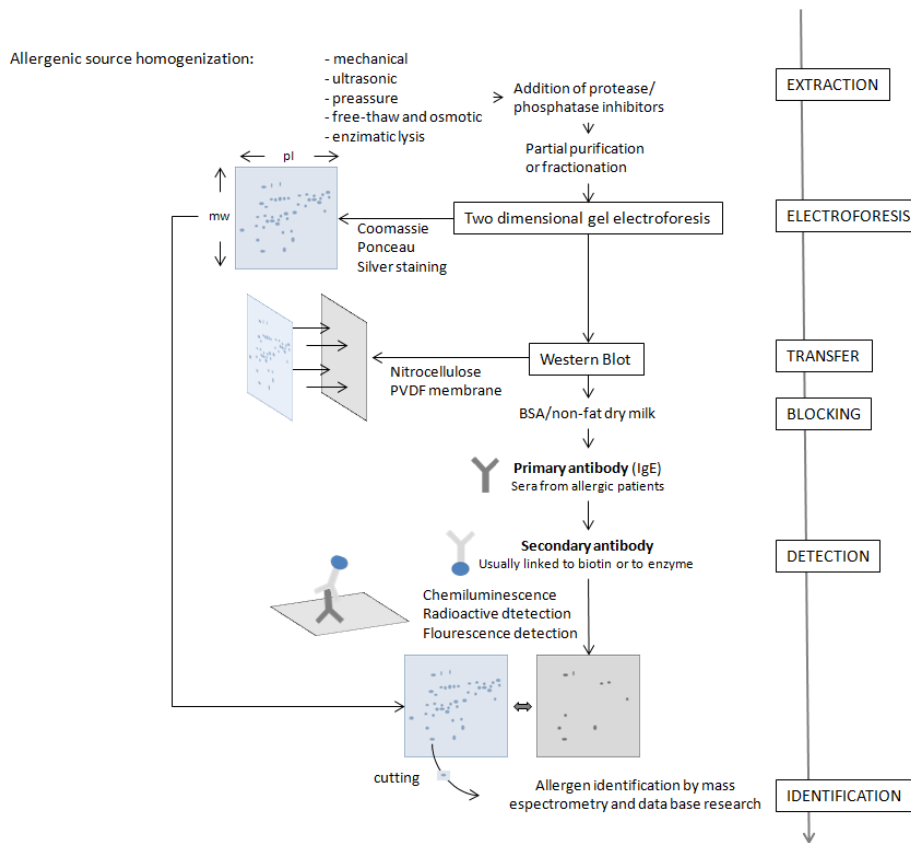 Allergenic source homogenization:
- mechanical
- ultrasonic
- preassure
- free-thaw and osmotic
- enzimatic lysis
Addition of protease/
phosphatase inhibitors
EXTRACTION
Partial purification
or fractionation
pI
mw
Two dimensional gel electroforesis
ELECTROFORESIS
Coomassie
Ponceau
Silver staining
Western Blot
TRANSFER
Nitrocellulose
PVDF membrane
BSA/non-fat dry milk
BLOCKING
Primary antibody (IgE)
Sera from allergic patients
Secondary antibody
Usually linked to biotin or to enzyme
DETECTION
Chemiluminescence
Radioactive dtetection
Flourescence detection
cutting
Allergen identification by mass
espectrometry and data base research
IDENTIFICATION